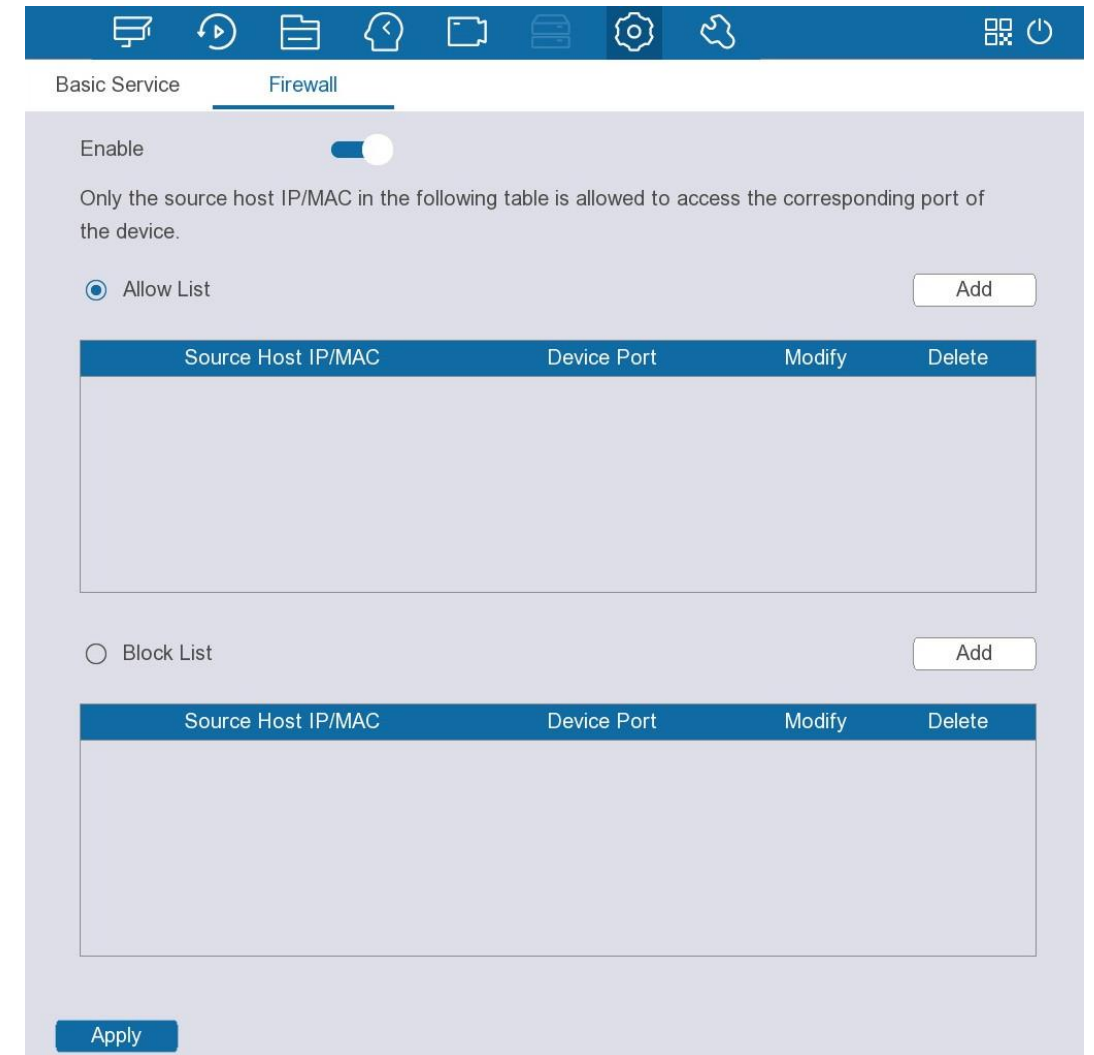 Basic Service Firewall
Enable
Only the source host IP/MAC in the following table is allowed to access the corresponding port of
the device.
Allow List Add
Source Host IP/MAC Device Port Modify Delete
Block List Add
Source Host IP/MAC Device Port Modify Delete
Apply